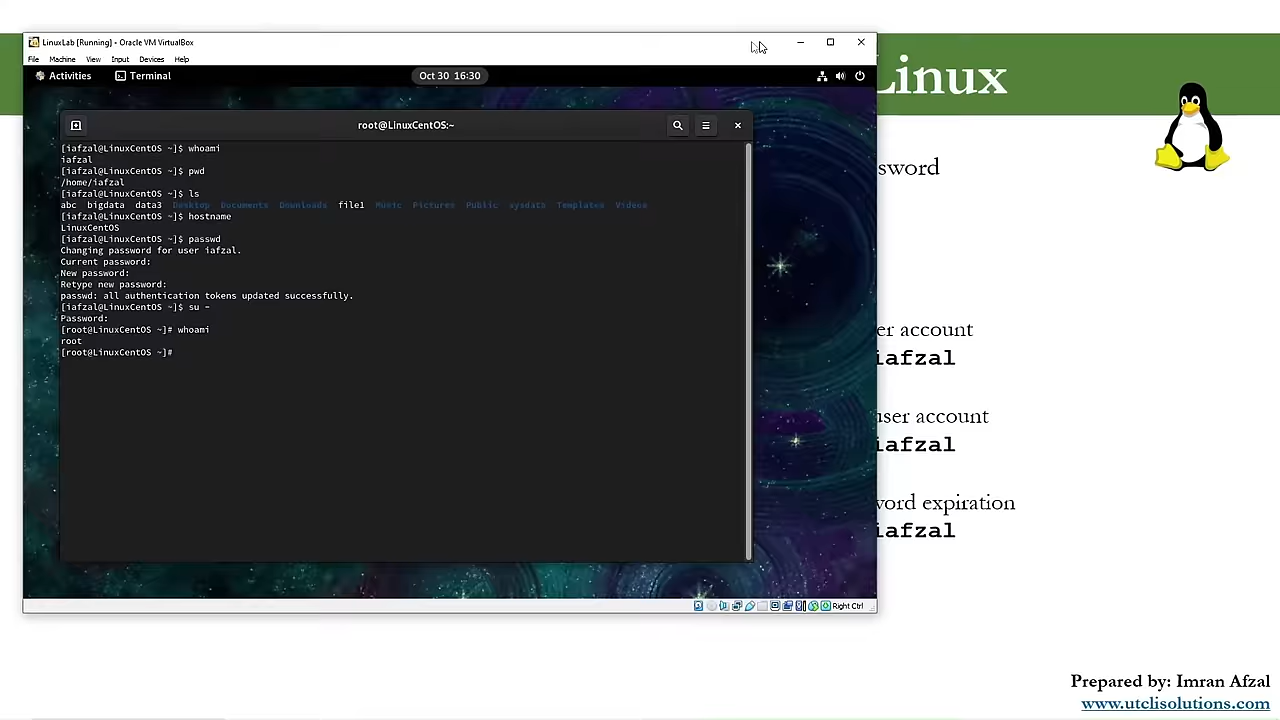 LinuxLab [Running] - Oracle VM VirtualBox
File Machine View Input Devices Help
Activities Terminal Oct 30 16:30
root@LinuxCentOS:~
[iafzal@LinuxCentOS ~]$ whoami
iafzal
[iafzal@LinuxCentOS ~]$ pwd
/home/iafzal
[iafzal@LinuxCentOS ~]$ ls
abc bigdata data3 Desktop Documents Downloads file1 Music Pictures Public sysdata Templates Videos
[iafzal@LinuxCentOS ~]$ hostname
LinuxCentOS
[iafzal@LinuxCentOS ~]$ passwd
Changing password for user iafzal.
Current password:
New password:
Retype new password:
passwd: all authentication tokens updated successfully.
[iafzal@LinuxCentOS ~]$ su -
Password:
[root@LinuxCentOS ~]# whoami
root
[root@LinuxCentOS ~]#
Right Ctrl
Linux
sword
er account
iafzal
user account
iafzal
word expiration
iafzal
Prepared by: Imran Afzal
www.utclisolutions.com